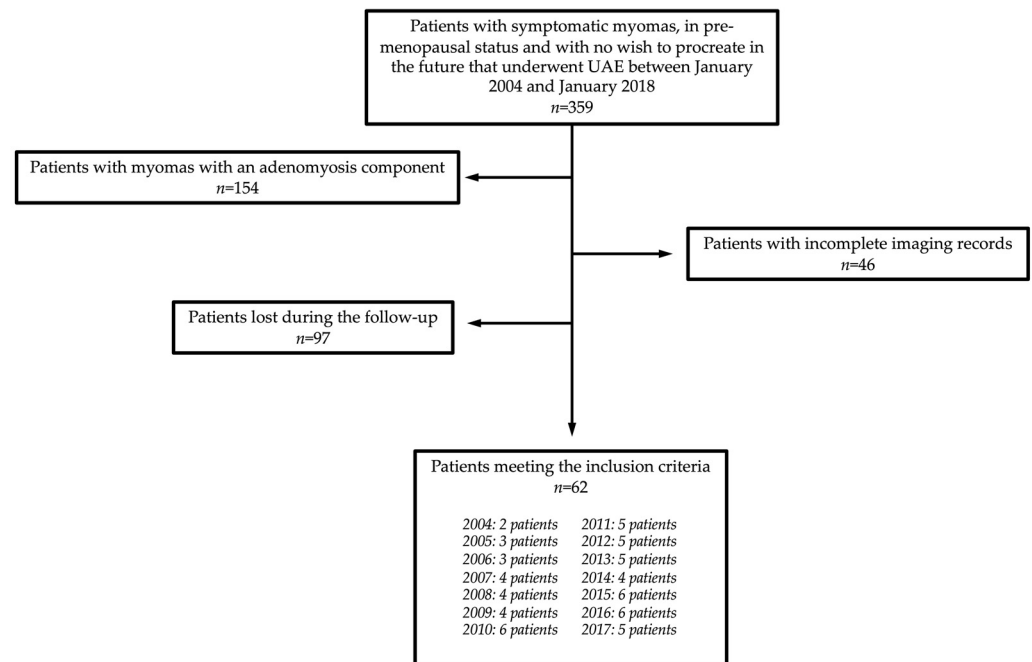 Patients with symptomatic myomas, in pre-
menopausal status and with no wish to procreate in
the future that underwent UAE between January
2004 and January 2018
n=359
Patients with myomas with an adenomyosis component
n=154
Patients with incomplete imaging records
n=46
Patients lost during the follow-up
n=97
Patients meeting the inclusion criteria
n=62
2004: 2 patients 2011: 5 patients
2005: 3 patients 2012: 5 patients
2006: 3 patients 2013: 5 patients
2007: 4 patients 2014: 4 patients
2008: 4 patients 2015: 6 patients
2009: 4 patients 2016: 6 patients
2010: 6 patients 2017: 5 patients